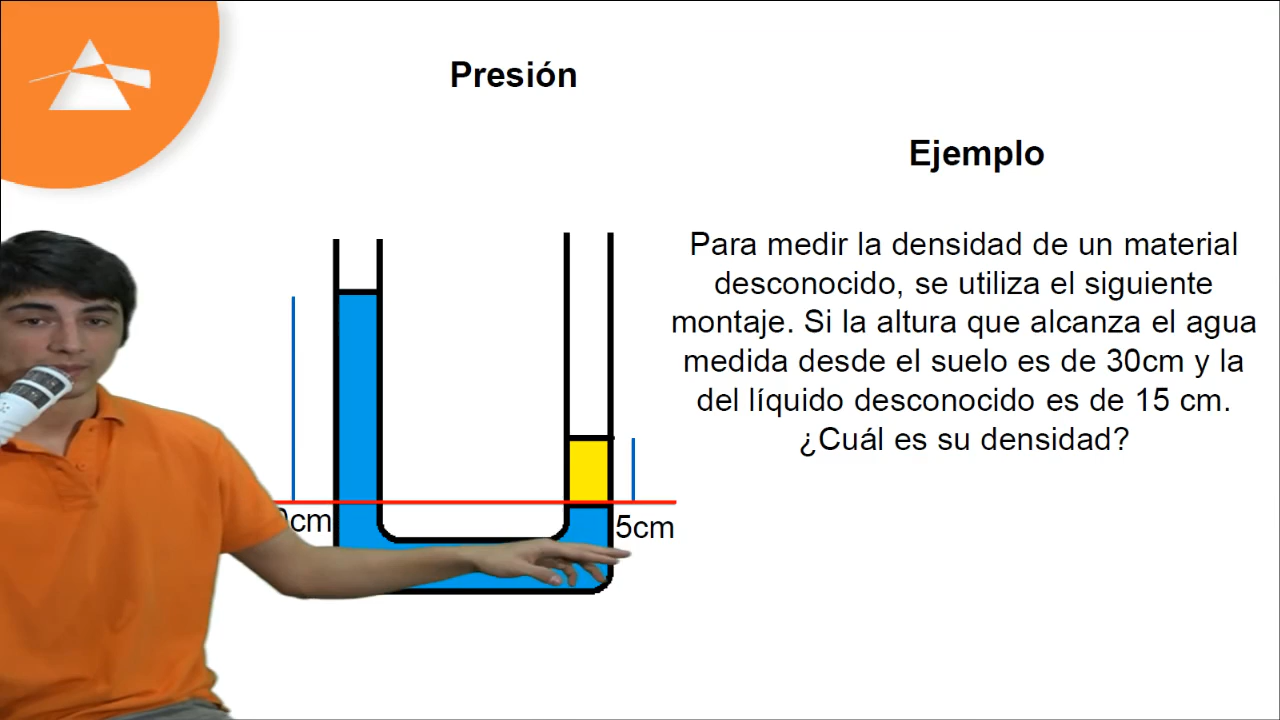 Presión
Ejemplo
Para medir la densidad de un material
desconocido, se utiliza el siguiente
montaje. Si la altura que alcanza el agua
medida desde el suelo es de 30cm y la
del líquido desconocido es de 15 cm.
¿Cuál es su densidad?
0cm
5cm